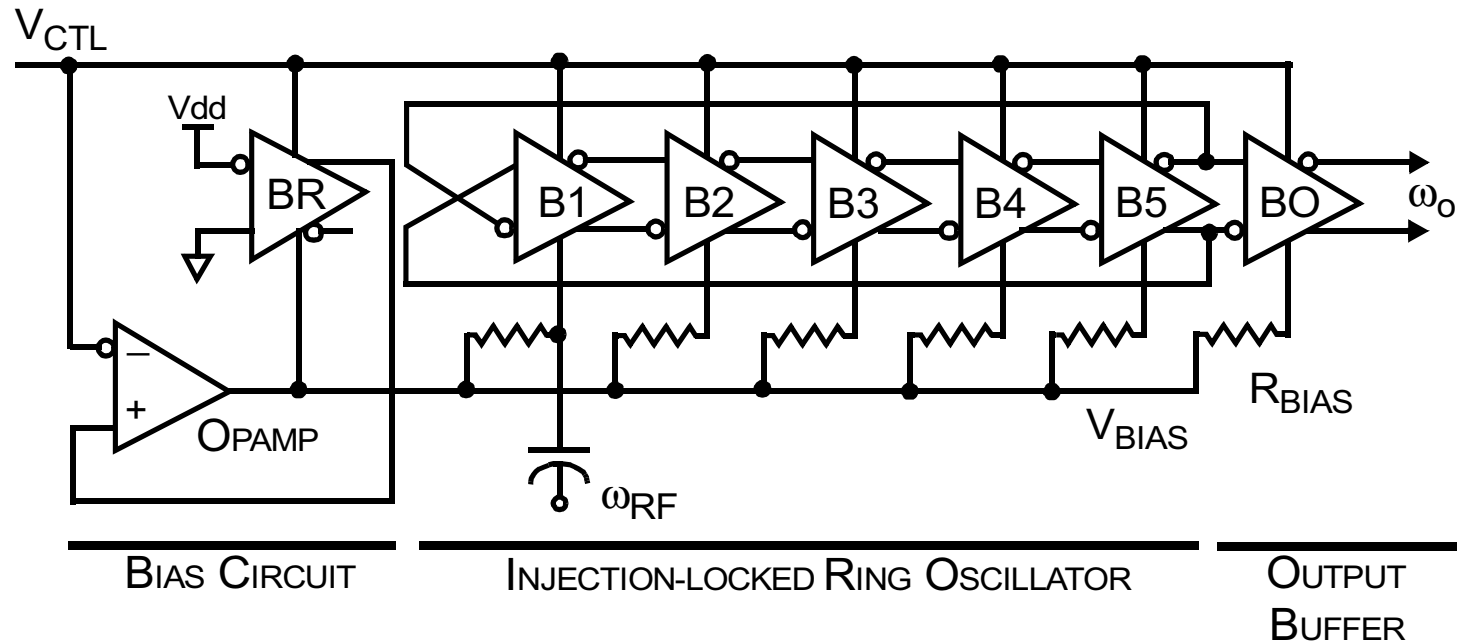 VCTL
Vdd
BR
B1 B2 B3 B4 B5 BO
ωo
−
+
OPAMP
VBIAS
RBIAS
ωRF
BIAS CIRCUIT
INJECTION-LOCKED RING OSCILLATOR
OUTPUT
BUFFER